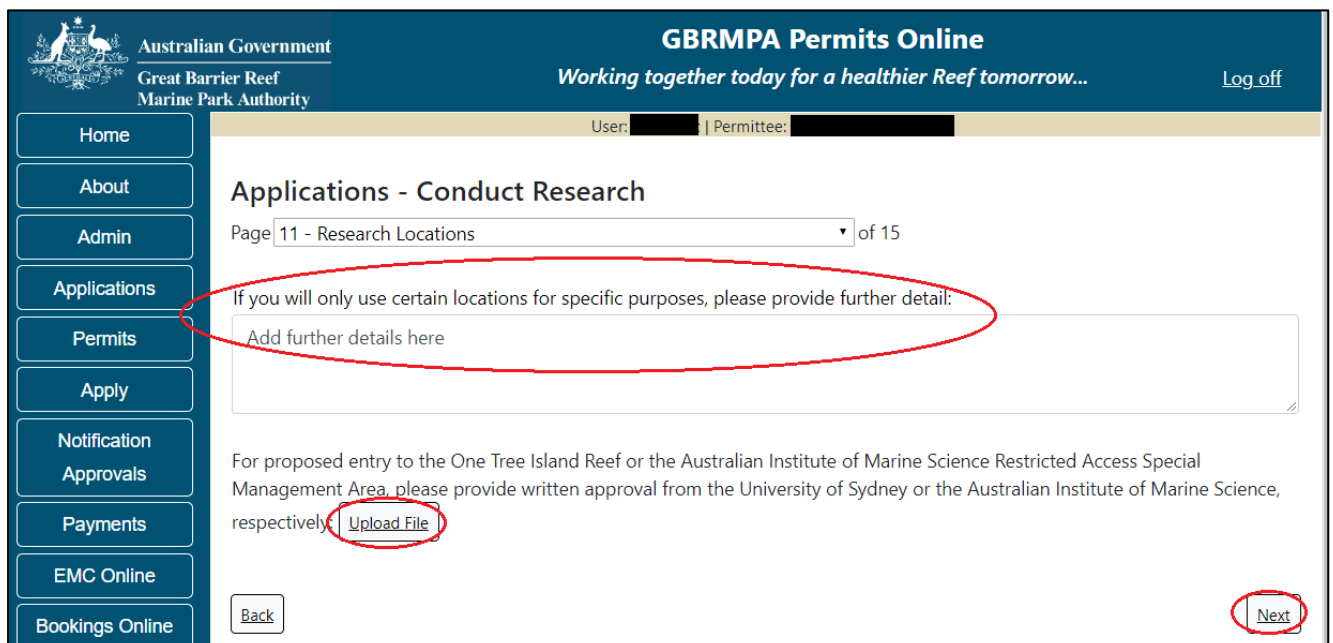 Australian Government
Great Barrier Reef
Marine Park Authority
GBRMPA Permits Online
Working together today for a healthier Reef tomorrow...
Log off
User: | Permittee:
Home
About
Admin
Applications
Permits
Apply
Notification
Approvals
Payments
EMC Online
Bookings Online
Applications - Conduct Research
Page 11 - Research Locations of 15
If you will only use certain locations for specific purposes, please provide further detail:
Add further details here
For proposed entry to the One Tree Island Reef or the Australian Institute of Marine Science Restricted Access Special
Management Area, please provide written approval from the University of Sydney or the Australian Institute of Marine Science,
respectively: Upload File
Back
Next